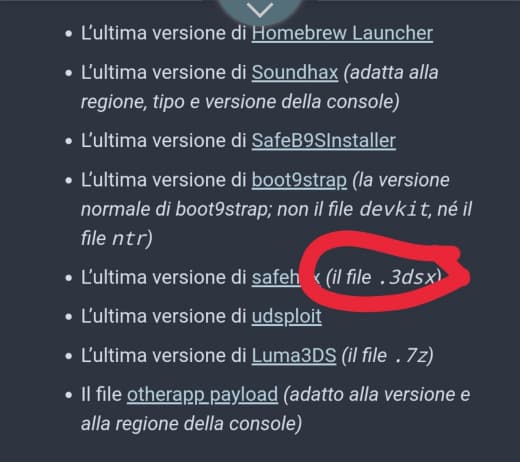 • L'ultima versione di Homebrew Launcher
• L'ultima versione di Soundhax (adatta alla
regione, tipo e versione della console)
• L'ultima versione di SafeB9SInstaller
• L'ultima versione di boot9strap (la versione
normale di boot9strap; non il file devkit, né il
file ntr)
• L'ultima versione di (il file .3dsx)
• L'ultima versione di udsploit
• L'ultima versione di Luma3DS (il file .7z)
• Il file otherapp payload (adatto alla versione e
alla regione della console)